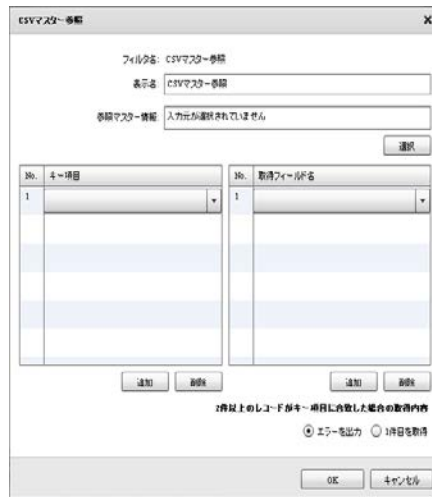 CSVマスター参照 x
フィルタ名: CSVマスター参照
表示名 CSVマスター参照
参照マスター情報 入力元が選択されていません
選択
No. キー項目 No. 取得フィールド名
1 1
追加 削除 追加 削除
2件以上のレコードがキー項目に合致した場合の取得内容
エラーを出力 1件目を取得
OK キャンセル